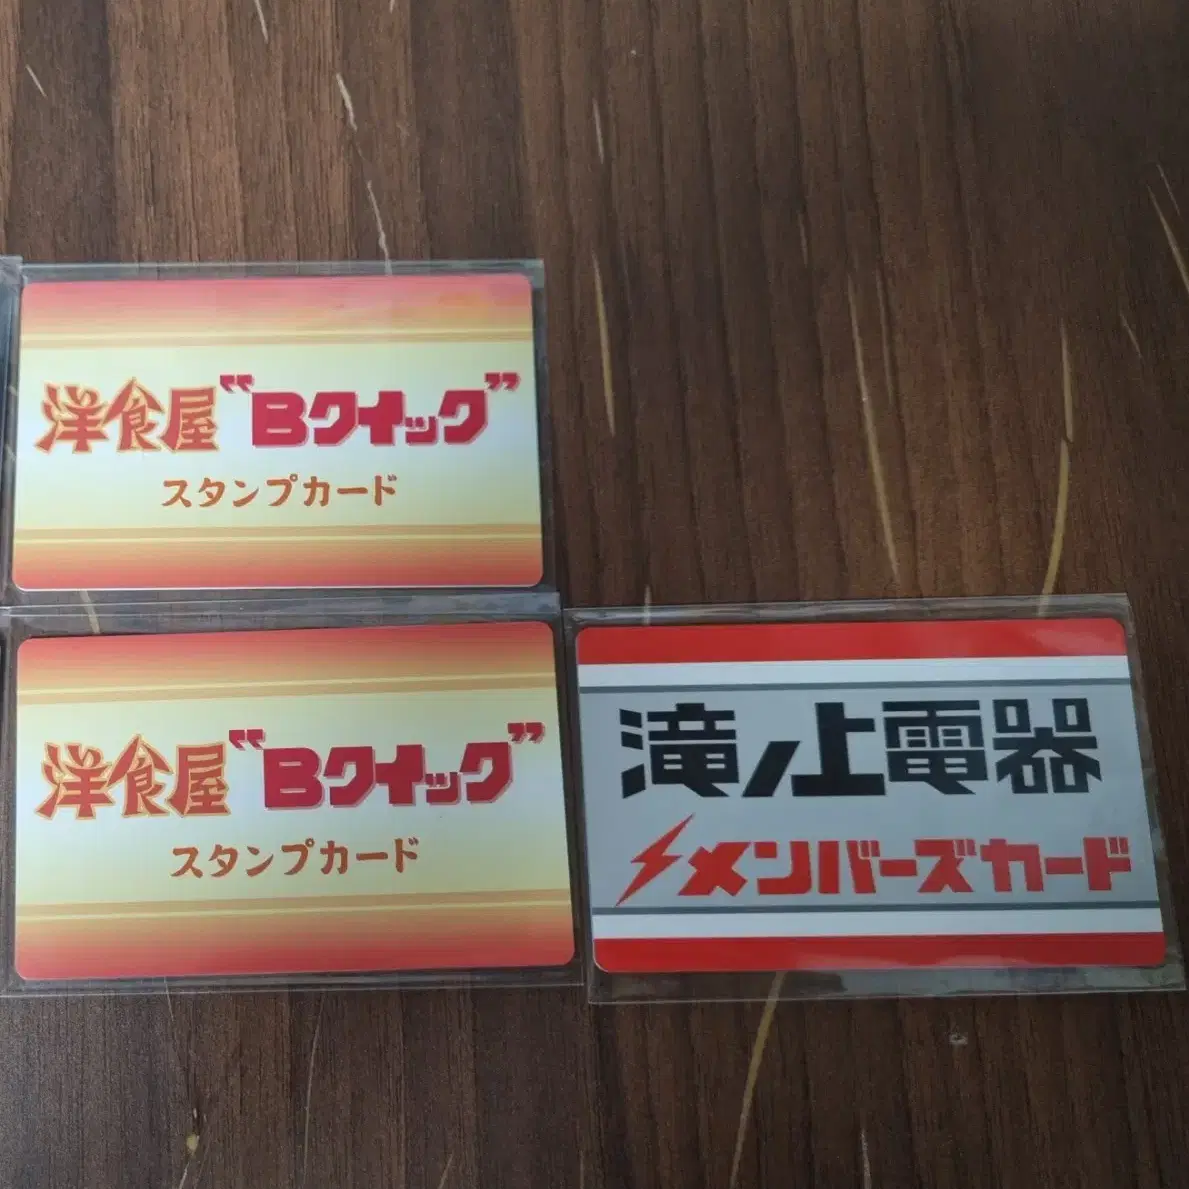 洋食屋“Bクイック”
スタンプカード
洋食屋“Bクイック”
スタンプカード
滝ノ上電器
メンバーズカード